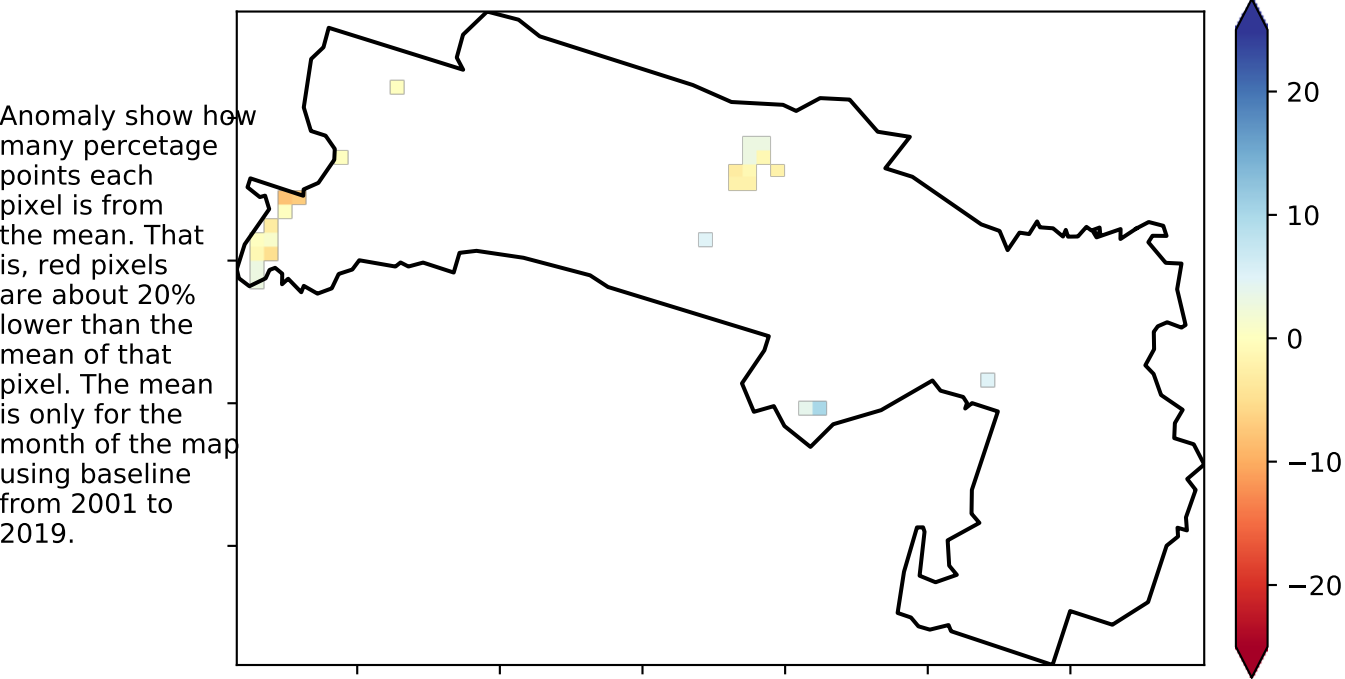 Anomaly show how
many percetage
points each
pixel is from
the mean. That
is, red pixels
are about 20%
lower than the
mean of that
pixel. The mean
is only for the
month of the map
using baseline
from 2001 to
2019.
20
10
0
−10
−20